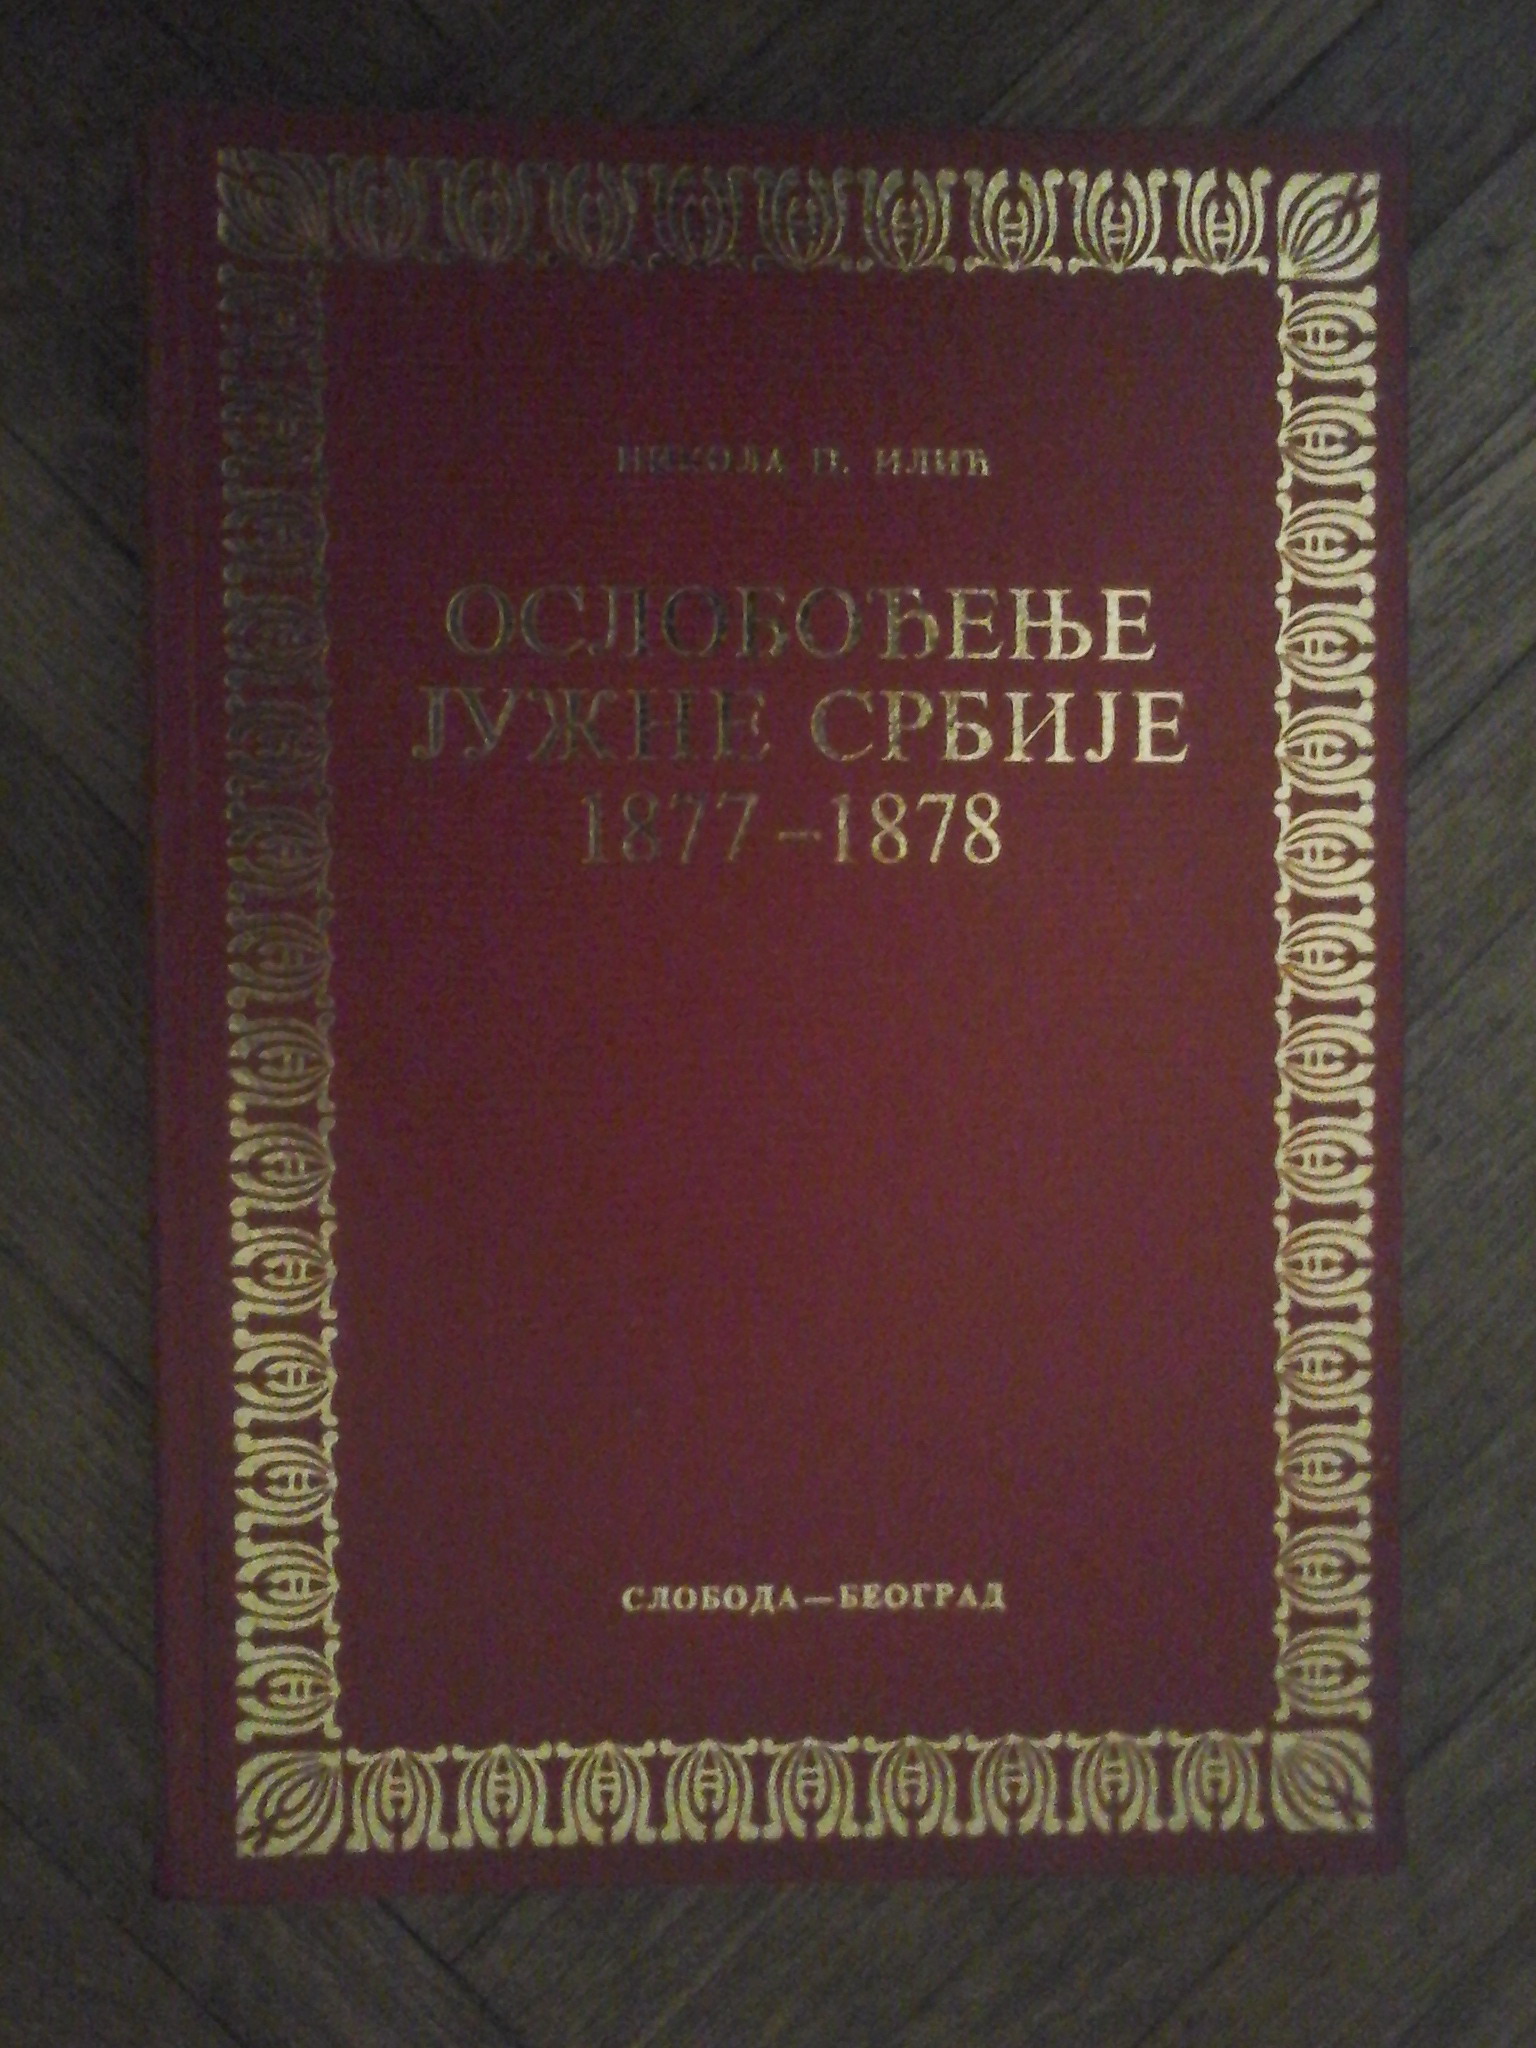 НИКОЛА П. ИЛИЋ
ОСЛОБОЂЕЊЕ
ЈУЖНЕ СРБИЈЕ
1877–1878
СЛОБОДА—БЕОГРАД